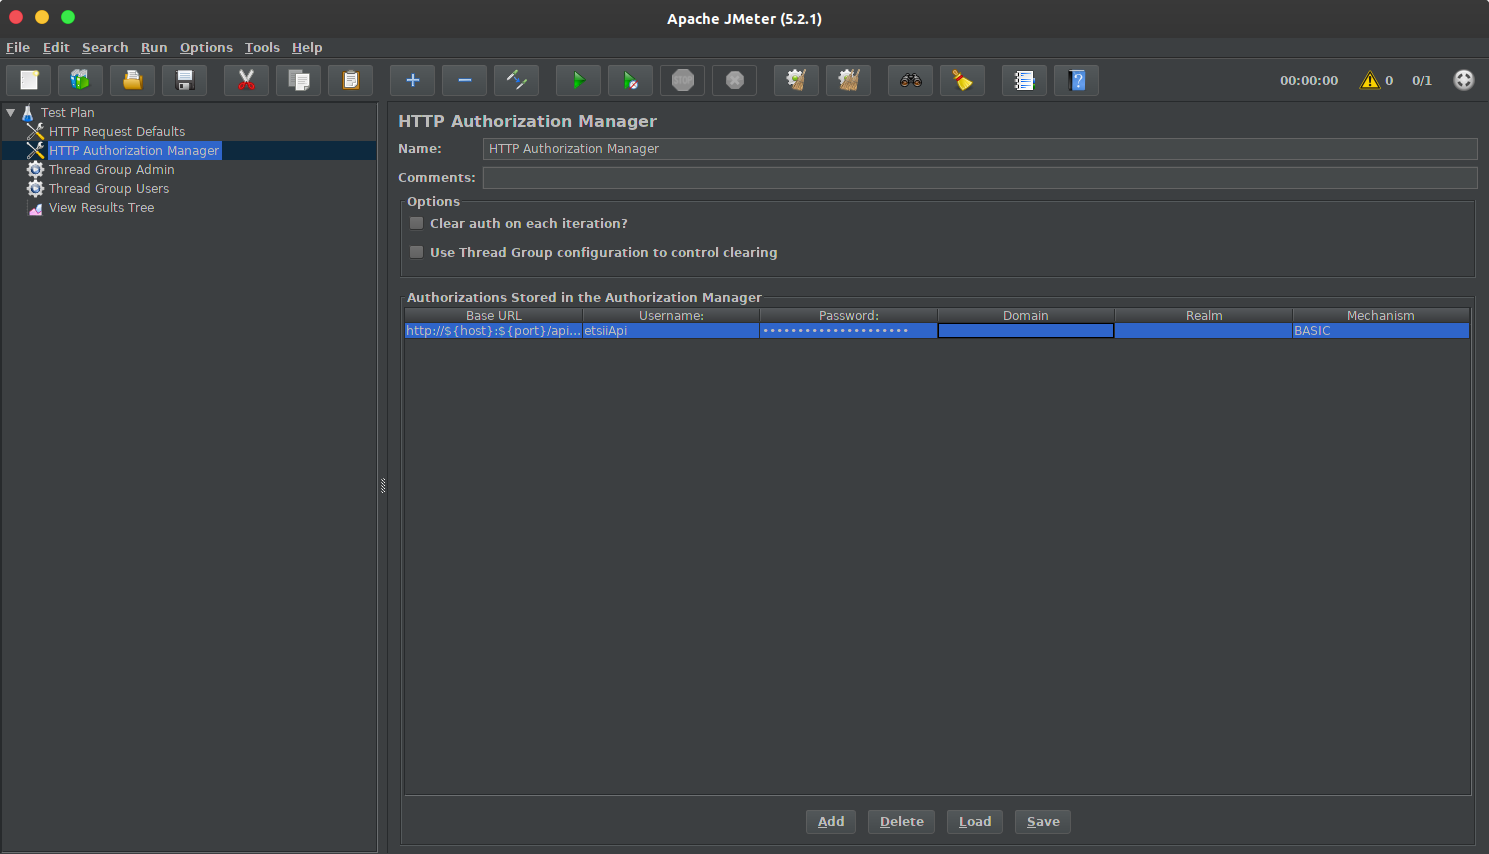 Apache JMeter (5.2.1)
File Edit Search Run Options Tools Help
STOP
00:00:00 0 0/1
Test Plan
HTTP Request Defaults
HTTP Authorization Manager
Thread Group Admin
Thread Group Users
View Results Tree
HTTP Authorization Manager
Name: HTTP Authorization Manager
Comments:
Options
Clear auth on each iteration?
Use Thread Group configuration to control clearing
Authorizations Stored in the Authorization Manager
Base URL Username: Password: Domain Realm Mechanism
http://${host}:${port}/api... etsiiApi ••••••••••••••••••••• BASIC
Add Delete Load Save